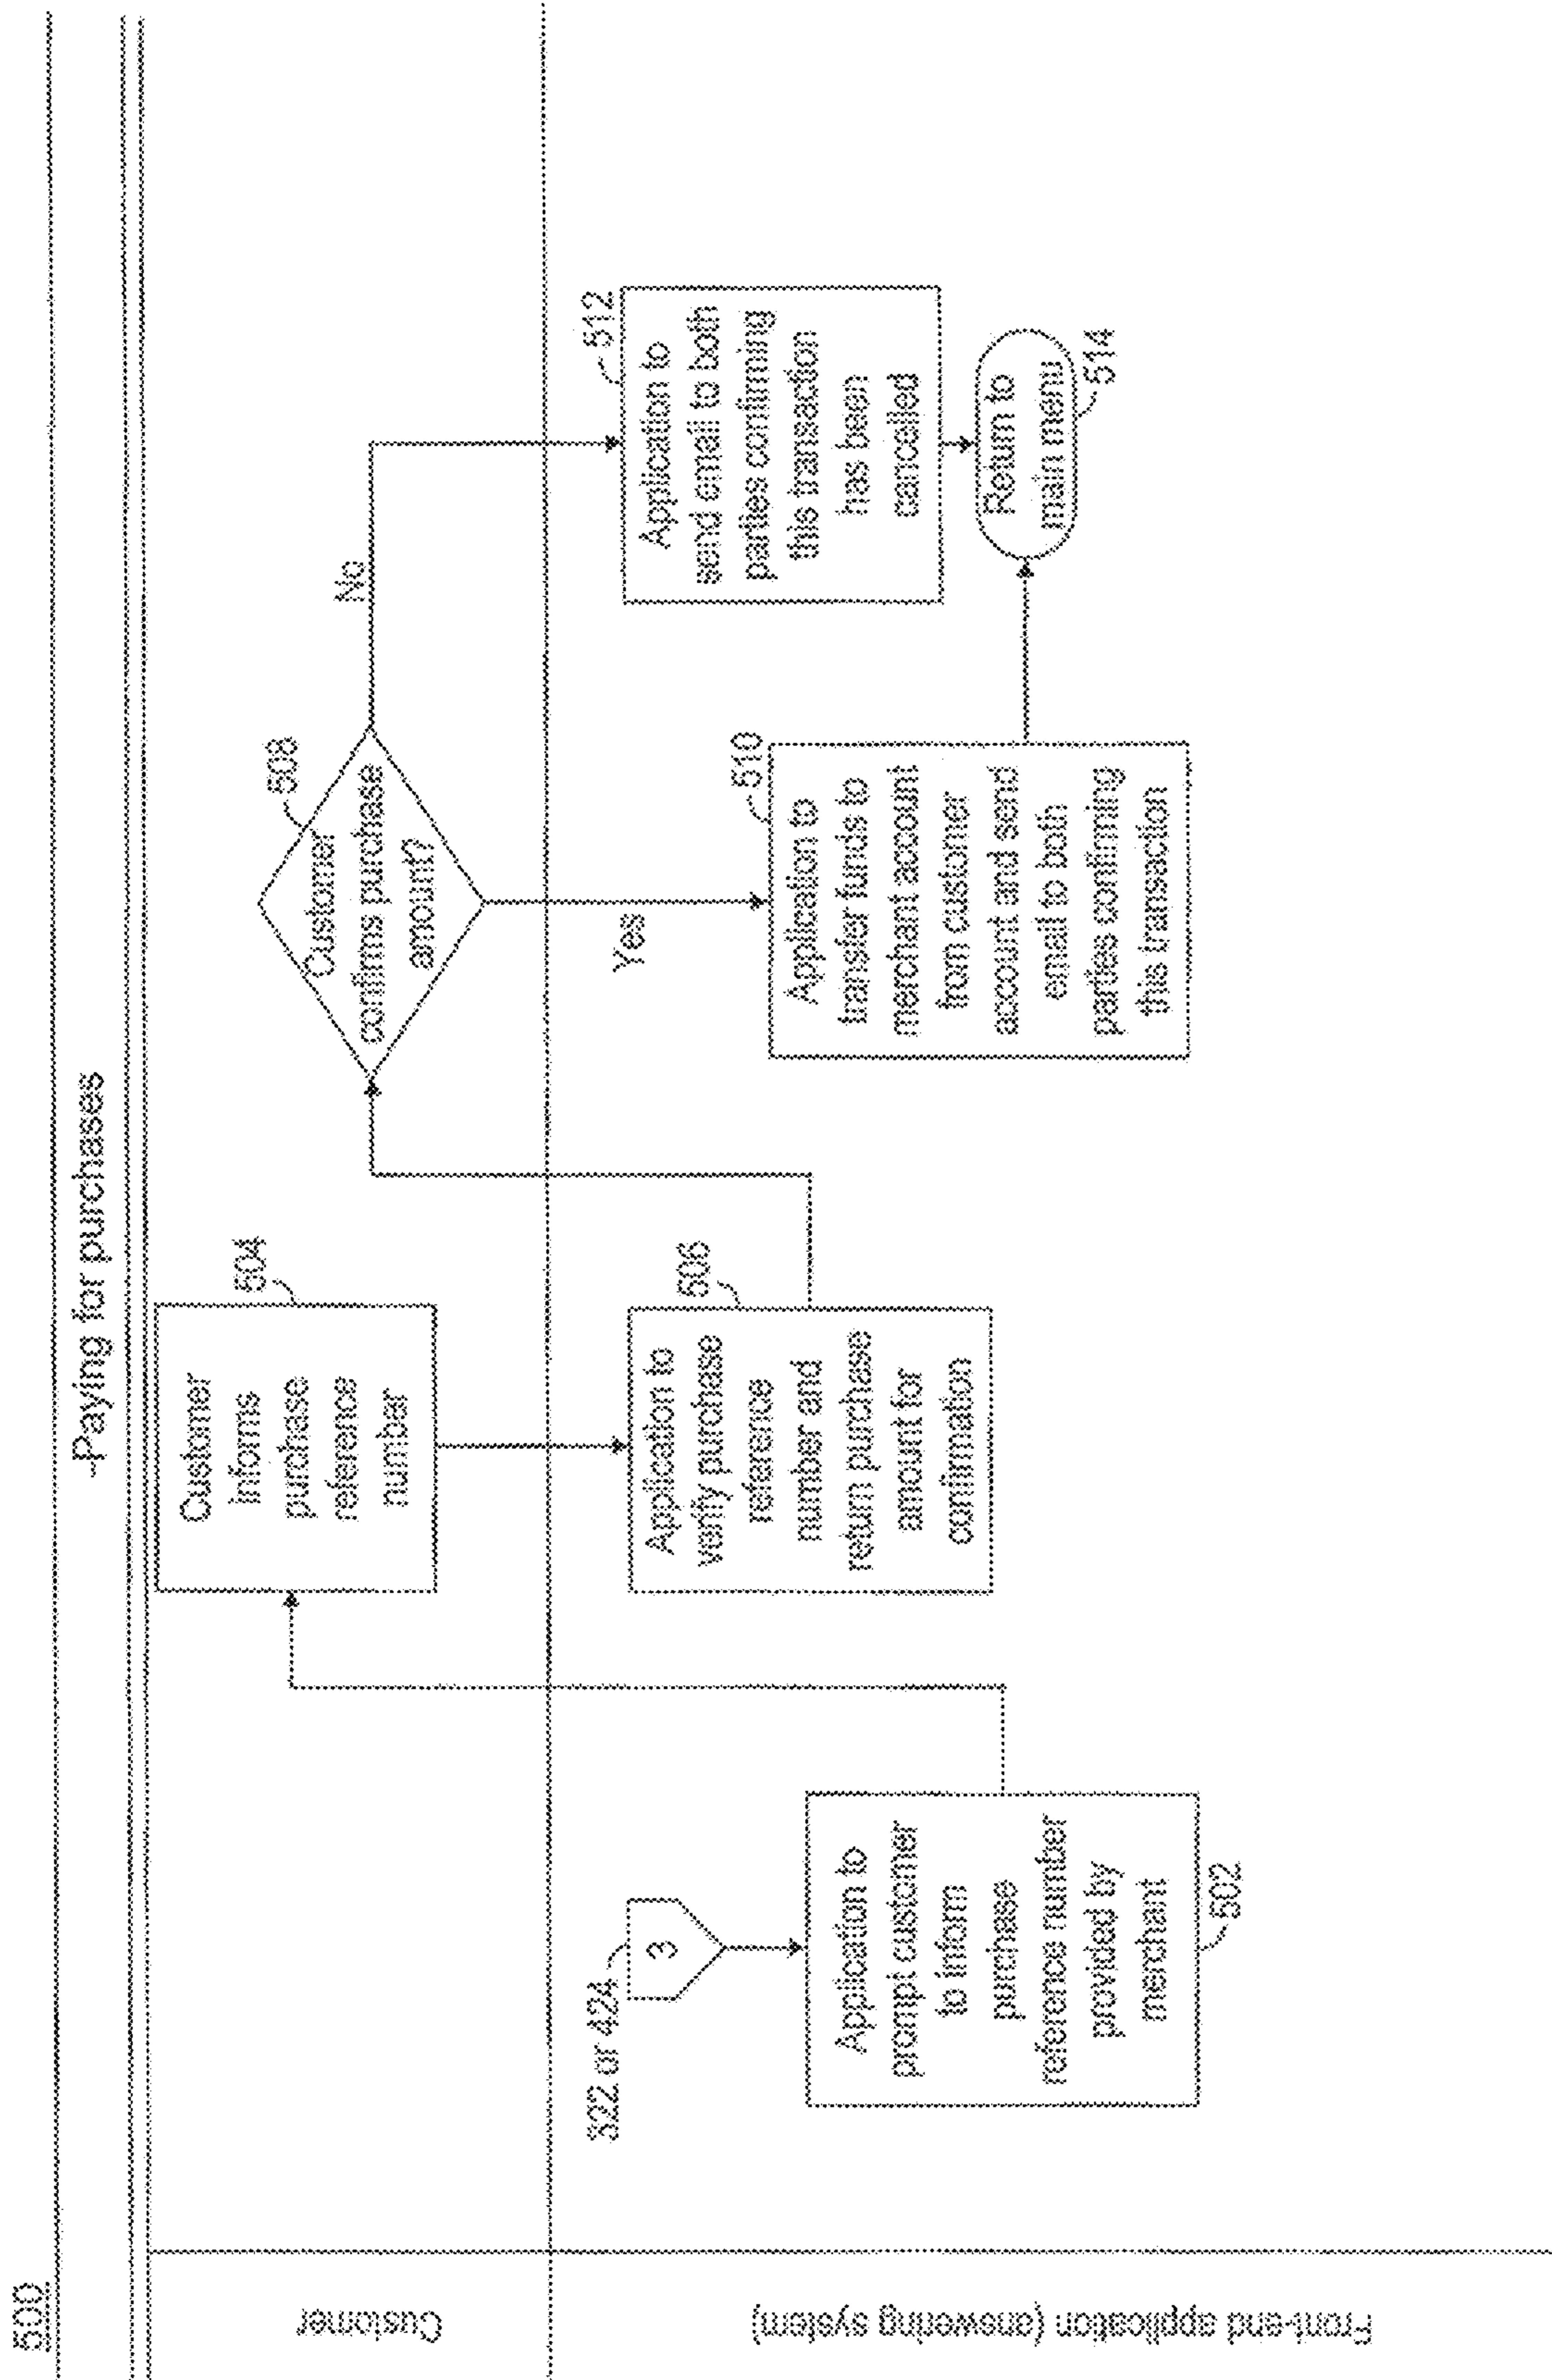 500
-Paying for purchases
Customer
Front-end application (answering system)
322 or 424
3
Application to
prompt customer
to inform
purchase
reference number
provided by
merchant
502
504
Customer
informs
purchase
reference
number
506
Application to
verify purchase
reference
number and
return purchase
amount for
confirmation
508
Customer
confirms purchase
amount?
Yes
No
510
Application to
transfer funds to
merchant account
from customer
account and send
email to both
parties confirming
this transaction
512
Application to
send email to both
parties confirming
this transaction
has been
cancelled
Return to
main menu
514